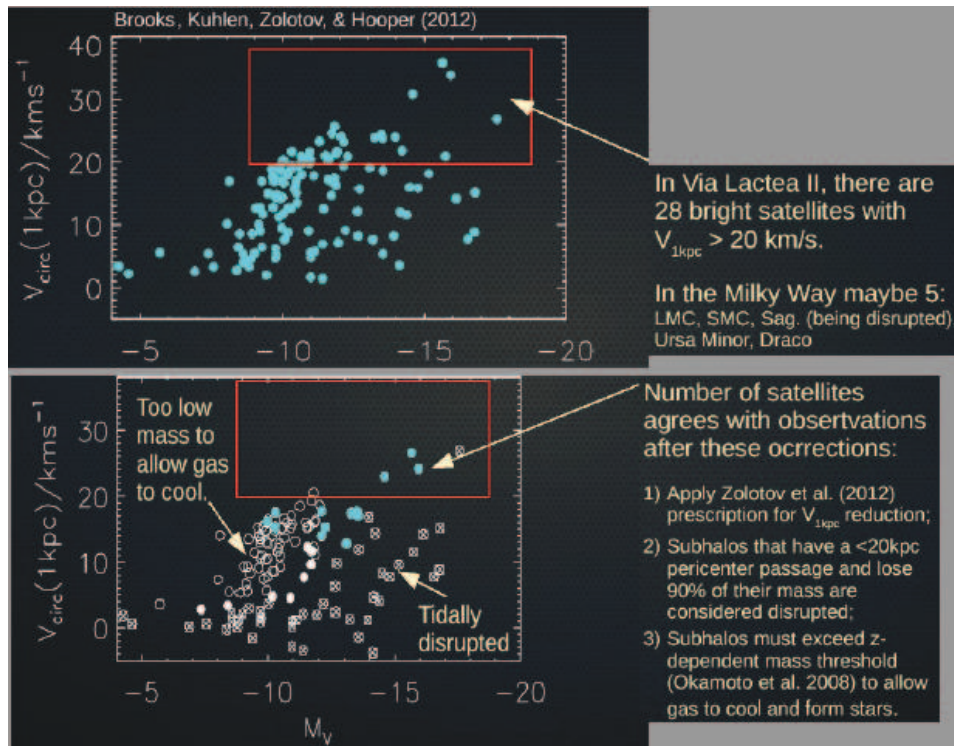 Brooks, Kuhlen, Zolotov, & Hooper (2012)
V_circ(1kpc)/kms^-1
40
30
20
10
0
−5
−10
−15
−20
In Via Lactea II, there are
28 bright satellites with
V_1kpc > 20 km/s.
In the Milky Way maybe 5:
LMC, SMC, Sag. (being disrupted)
Ursa Minor, Draco
V_circ(1kpc)/kms^-1
30
20
10
0
Too low
mass to
allow gas
to cool.
Tidally
disrupted
−5
−10
−15
−20
M_V
Number of satellites
agrees with obsertvations
after these ocrrections:
1) Apply Zolotov et al. (2012)
prescription for V_1kpc reduction;
2) Subhalos that have a <20kpc
pericenter passage and lose
90% of their mass are
considered disrupted;
3) Subhalos must exceed z-
dependent mass threshold
(Okamoto et al. 2008) to allow
gas to cool and form stars.